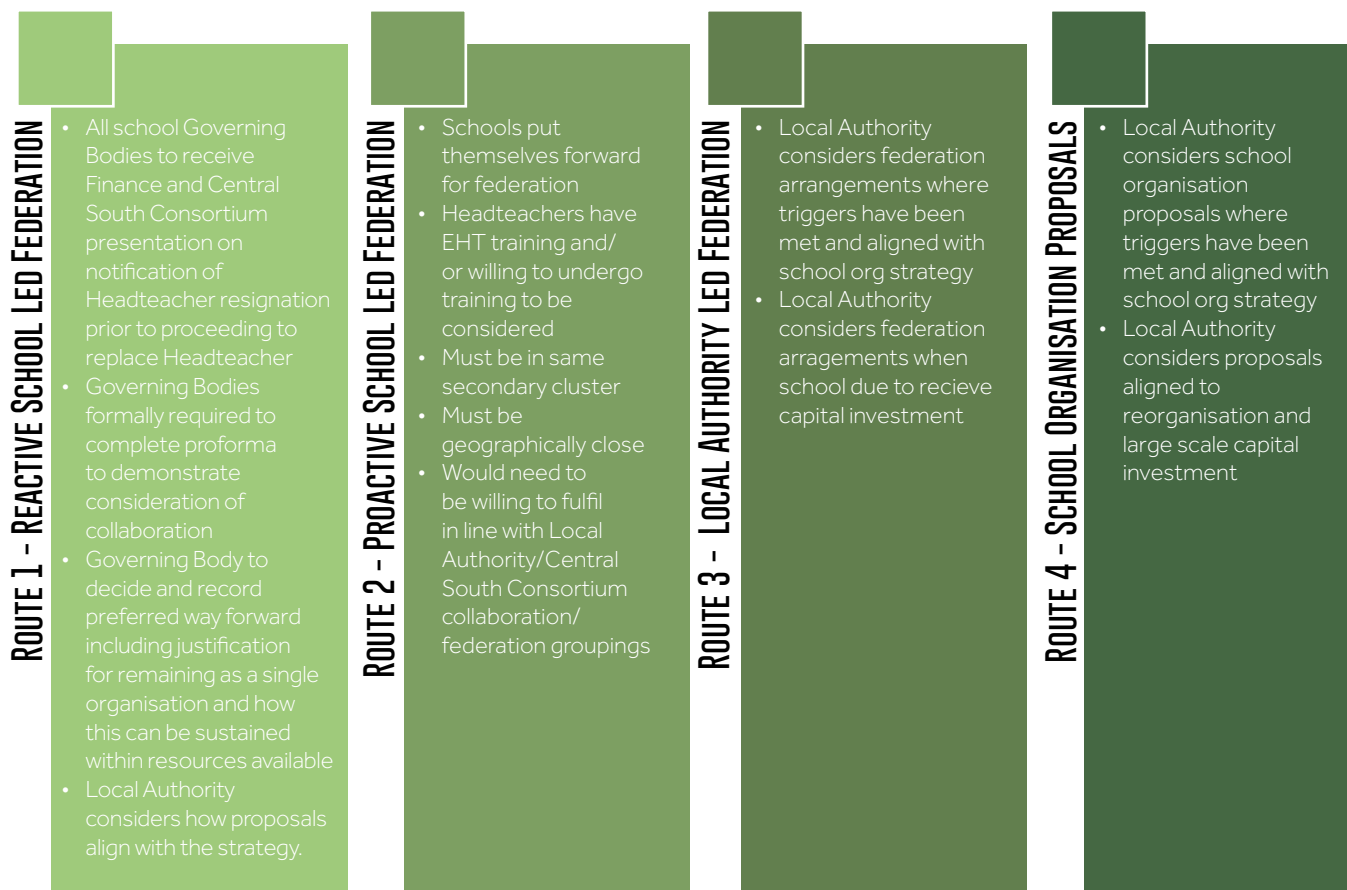 ROUTE 1 - REACTIVE SCHOOL LED FEDERATION
• All school Governing
Bodies to receive
Finance and Central
South Consortium
presentation on
notification of
Headteacher resignation
prior to proceeding to
replace Headteacher
• Governing Bodies
formally required to
complete proforma
to demonstrate
consideration of
collaboration
• Governing Body to
decide and record
preferred way forward
including justification
for remaining as a single
organisation and how
this can be sustained
within resources available
• Local Authority
considers how proposals
align with the strategy.
ROUTE 2 - PROACTIVE SCHOOL LED FEDERATION
• Schools put
themselves forward
for federation
• Headteachers have
EHT training and/
or willing to undergo
training to be
considered
• Must be in same
secondary cluster
• Must be
geographically close
• Would need to
be willing to fulfil
in line with Local
Authority/Central
South Consortium
collaboration/
federation groupings
ROUTE 3 - LOCAL AUTHORITY LED FEDERATION
• Local Authority
considers federation
arrangements where
triggers have been
met and aligned with
school org strategy
• Local Authority
considers federation
arragements when
school due to recieve
capital investment
ROUTE 4 - SCHOOL ORGANISATION PROPOSALS
• Local Authority
considers school
organisation
proposals where
triggers have been
met and aligned with
school org strategy
• Local Authority
considers proposals
aligned to
reorganisation and
large scale capital
investment